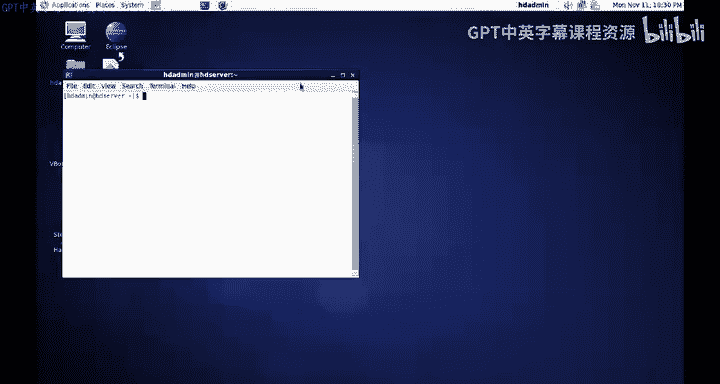 Applications Places System
hdadmin
Mon Nov 11, 10:30 PM
GPT中英字幕课程资源
bilibili
Computer
Eclipse
hdadmin@hdserver:~
File Edit View Search Terminal Help
[hdadmin@hdserver ~]$